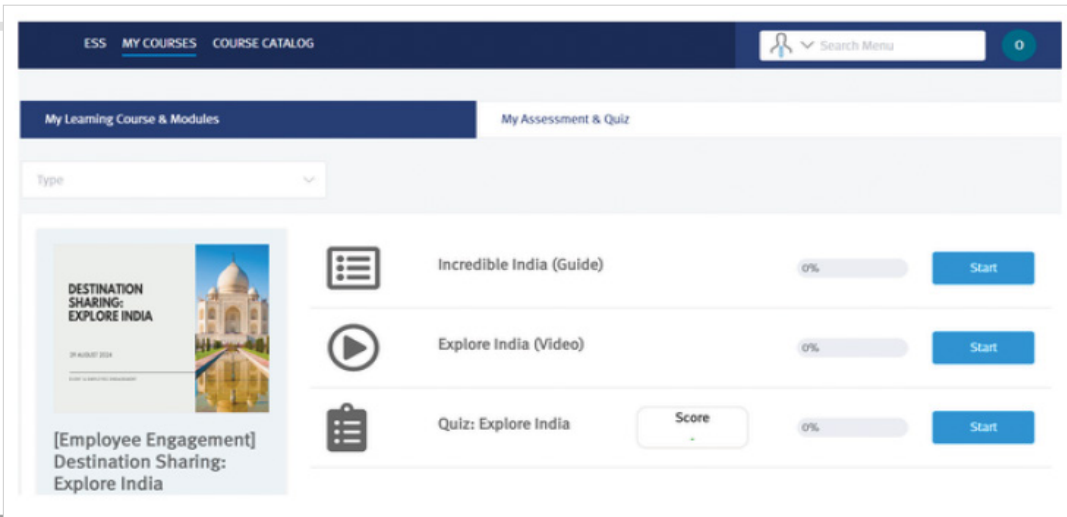 ESS MY COURSES COURSE CATALOG
Search Menu
0
My Learning Course & Modules
My Assessment & Quiz
Type
DESTINATION
SHARING:
EXPLORE INDIA
29 AUGUST 2024
[Employee Engagement]
Destination Sharing:
Explore India
Incredible India (Guide)
0%
Start
Explore India (Video)
0%
Start
Quiz: Explore India
Score
-
0%
Start